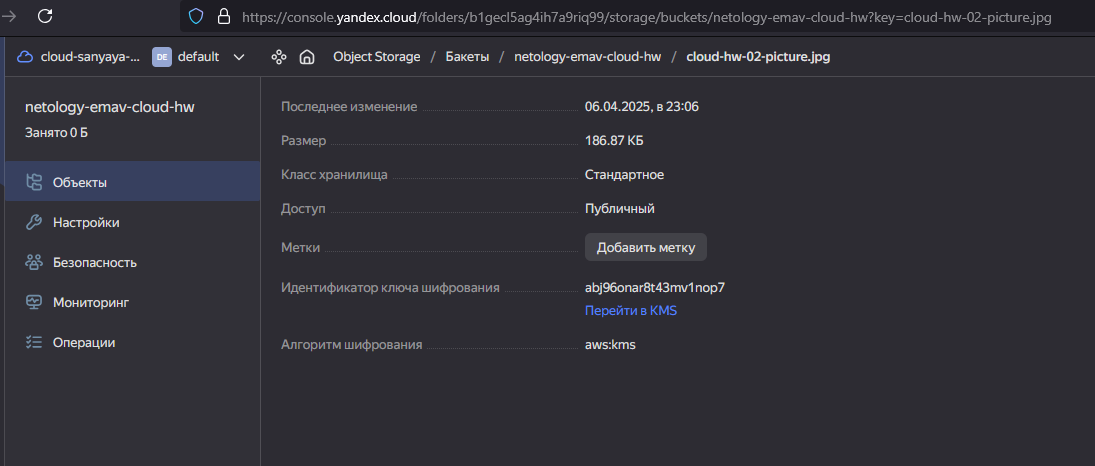 https://console.yandex.cloud/folders/b1gecl5ag4ih7a9riq99/storage/buckets/netology-emav-cloud-hw?key=cloud-hw-02-picture.jpg
cloud-sanyaya-... DE default Object Storage / Бакеты / netology-emav-cloud-hw / cloud-hw-02-picture.jpg
netology-emav-cloud-hw
Занято 0 Б
Объекты
Настройки
Безопасность
Мониторинг
Операции
Последнее изменение 06.04.2025, в 23:06
Размер 186.87 КБ
Класс хранилища Стандартное
Доступ Публичный
Метки Добавить метку
Идентификатор ключа шифрования abj96onar8t43mv1nop7
Перейти в KMS
Алгоритм шифрования aws:kms